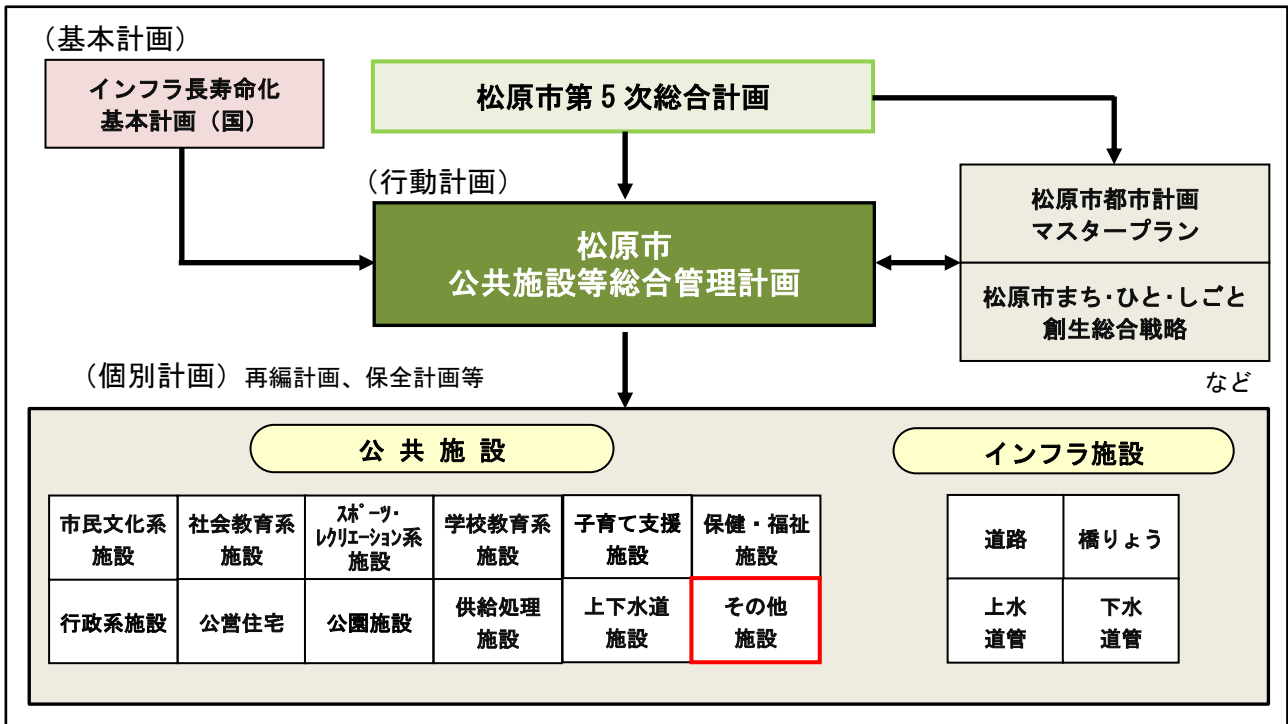 （基本計画）
インフラ長寿命化
基本計画（国）
松原市第５次総合計画
（行動計画）
松原市
公共施設等総合管理計画
松原市都市計画
マスタープラン
松原市まち･ひと･しごと
創生総合戦略
など
（個別計画）再編計画、保全計画等
公 共 施 設
市民文化系
施設
社会教育系
施設
ｽﾎﾟｰﾂ・
ﾚｸﾘｴｰｼｮﾝ系
施設
学校教育系
施設
子育て支援
施設
保健・福祉
施設
行政系施設
公営住宅
公園施設
供給処理
施設
上下水道
施設
その他
施設
インフラ施設
道路
橋りょう
上水
道管
下水
道管